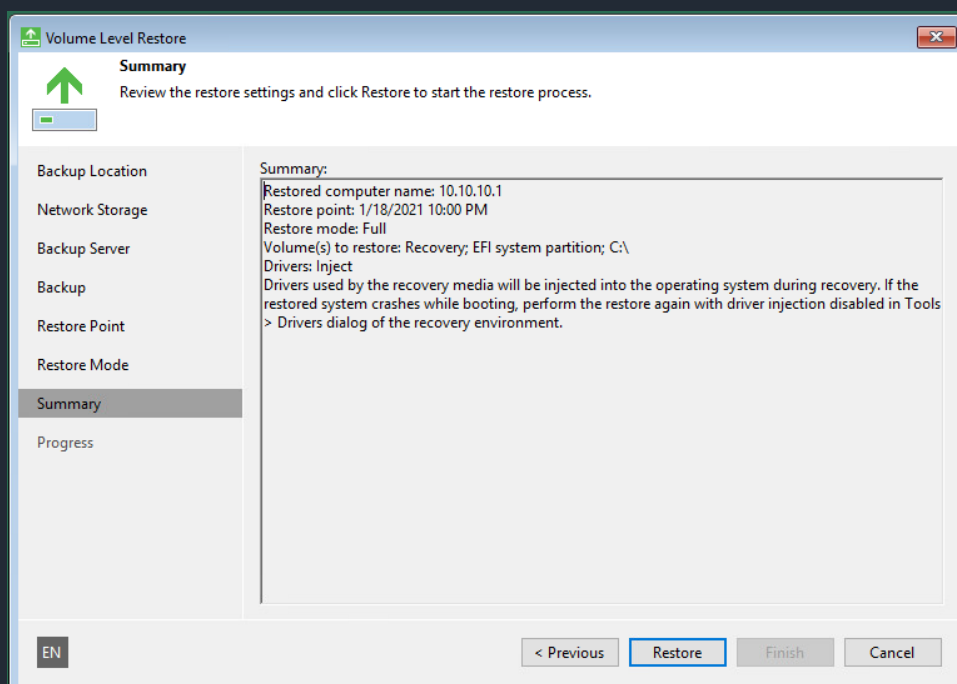 Volume Level Restore
Summary
Review the restore settings and click Restore to start the restore process.
Backup Location
Network Storage
Backup Server
Backup
Restore Point
Restore Mode
Summary
Progress
Summary:
Restored computer name: 10.10.10.1
Restore point: 1/18/2021 10:00 PM
Restore mode: Full
Volume(s) to restore: Recovery; EFI system partition; C:\
Drivers: Inject
Drivers used by the recovery media will be injected into the operating system during recovery. If the
restored system crashes while booting, perform the restore again with driver injection disabled in Tools
> Drivers dialog of the recovery environment.
EN
< Previous
Restore
Finish
Cancel